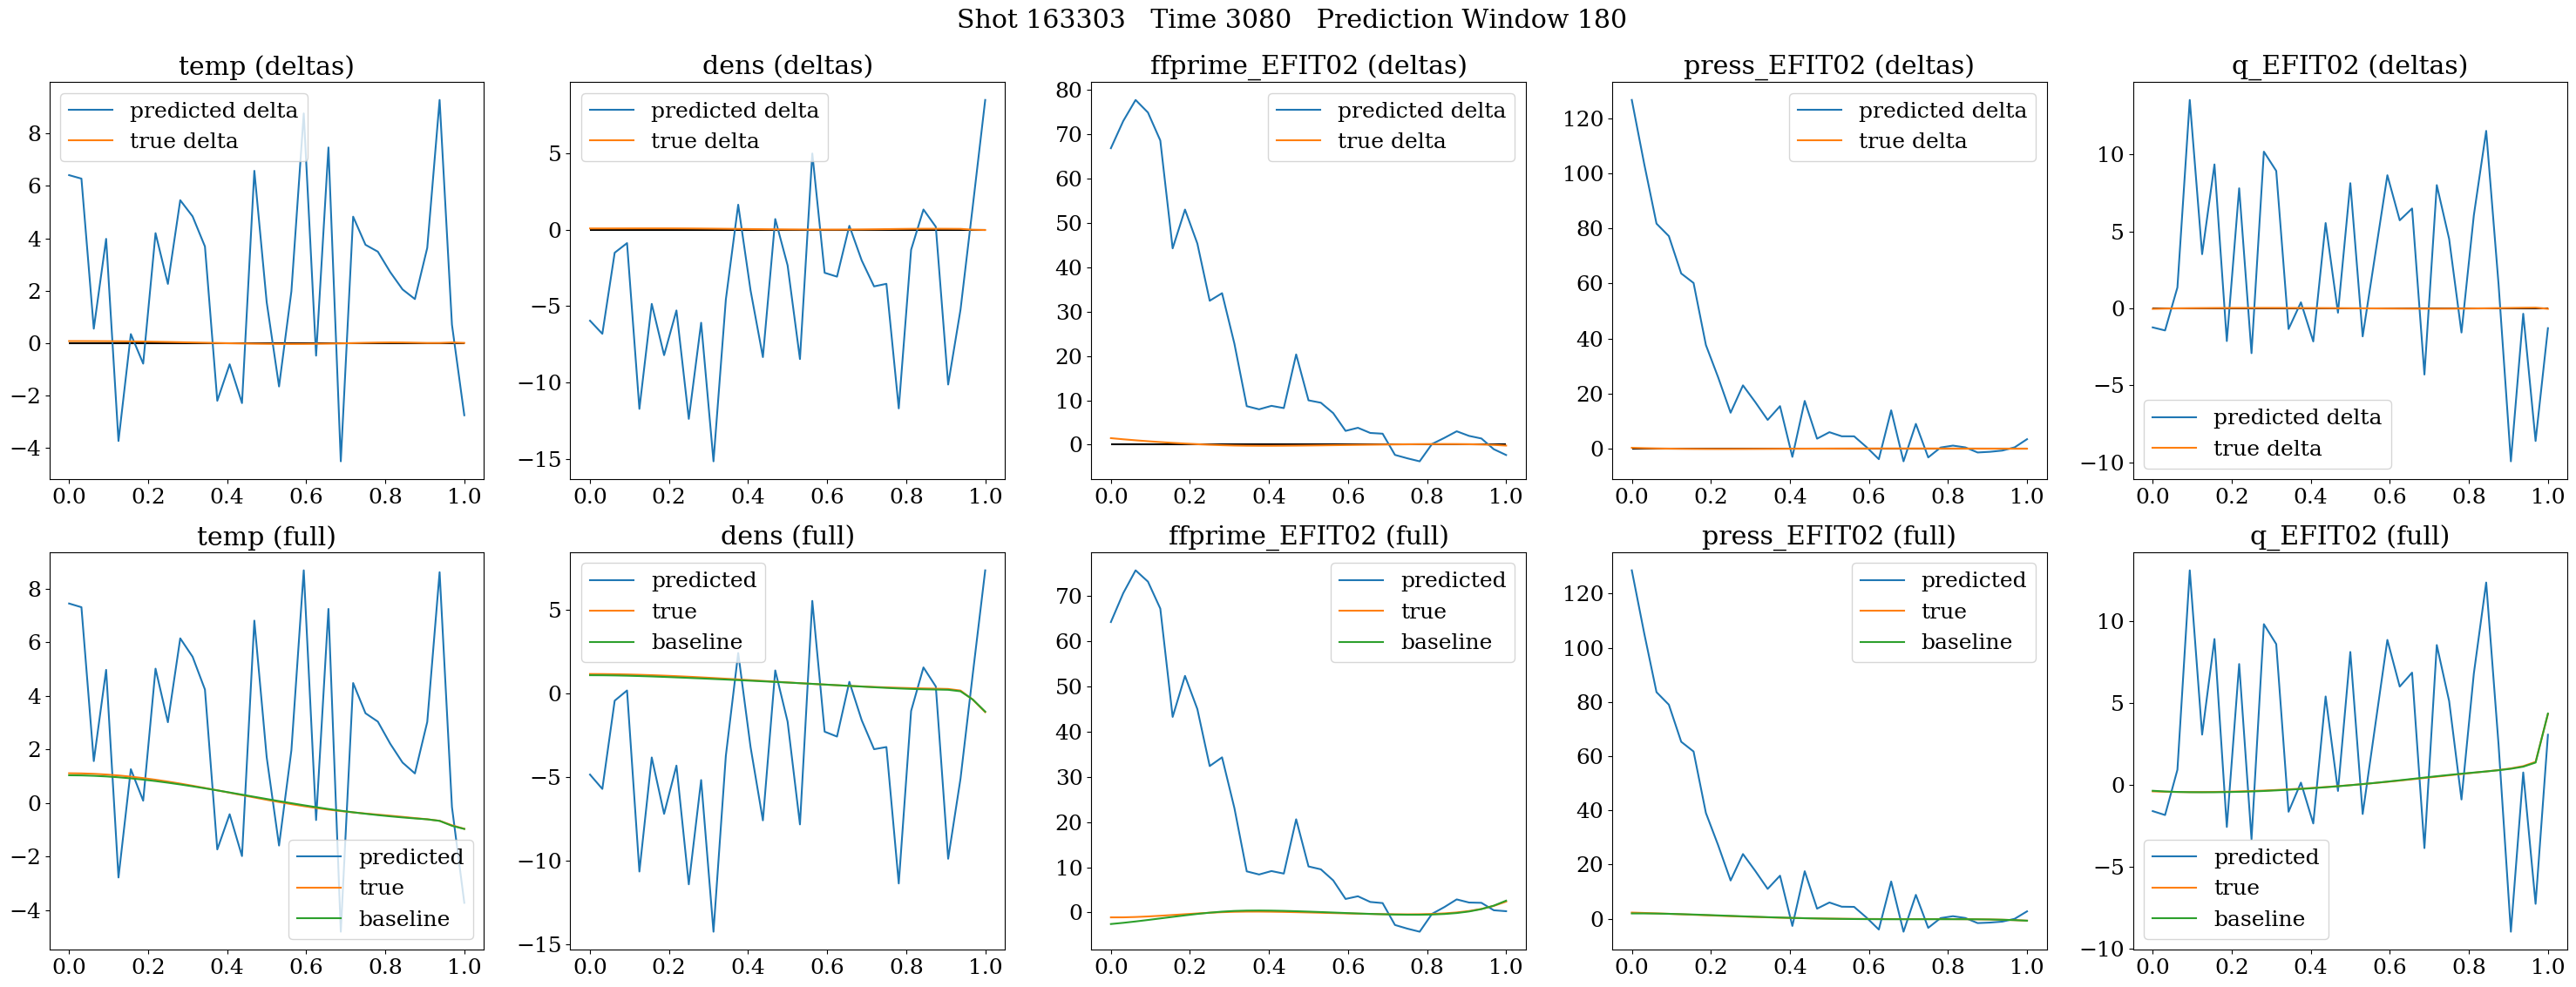 Shot 163303   Time 3080   Prediction Window 180
temp (deltas)
predicted delta
true delta
8
6
4
2
0
−2
−4
0.0 0.2 0.4 0.6 0.8 1.0
dens (deltas)
predicted delta
true delta
5
0
−5
−10
−15
0.0 0.2 0.4 0.6 0.8 1.0
ffprime_EFIT02 (deltas)
predicted delta
true delta
80
70
60
50
40
30
20
10
0
0.0 0.2 0.4 0.6 0.8 1.0
press_EFIT02 (deltas)
predicted delta
true delta
120
100
80
60
40
20
0
0.0 0.2 0.4 0.6 0.8 1.0
q_EFIT02 (deltas)
10
5
0
−5
−10
predicted delta
true delta
0.0 0.2 0.4 0.6 0.8 1.0
temp (full)
8
6
4
2
0
−2
−4
predicted
true
baseline
0.0 0.2 0.4 0.6 0.8 1.0
dens (full)
predicted
true
baseline
5
0
−5
−10
−15
0.0 0.2 0.4 0.6 0.8 1.0
ffprime_EFIT02 (full)
predicted
true
baseline
70
60
50
40
30
20
10
0
0.0 0.2 0.4 0.6 0.8 1.0
press_EFIT02 (full)
predicted
true
baseline
120
100
80
60
40
20
0
0.0 0.2 0.4 0.6 0.8 1.0
q_EFIT02 (full)
10
5
0
−5
−10
predicted
true
baseline
0.0 0.2 0.4 0.6 0.8 1.0